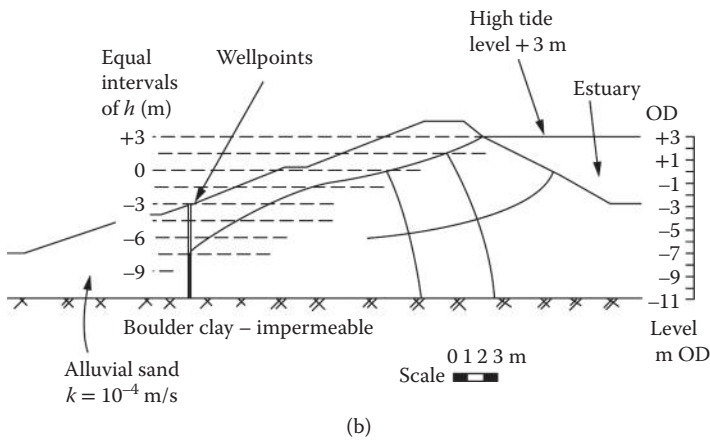 High tide
level + 3 m
Equal
intervals
of h (m)
Wellpoints
Estuary
OD
+3
0
−3
−6
−9
+3
+1
−1
−3
−5
−7
−9
−11
Boulder clay – impermeable
Level
m OD
Alluvial sand
k = 10⁻⁴ m/s
Scale
0 1 2 3 m
(b)